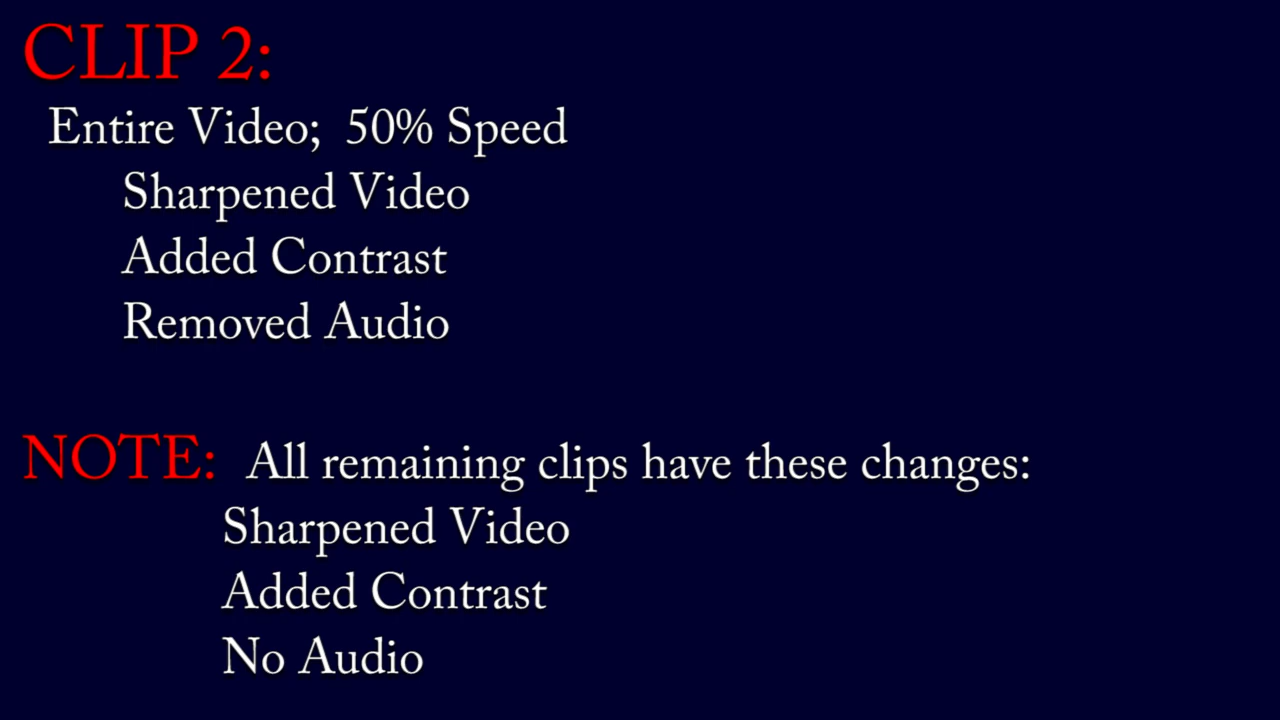 CLIP 2:
Entire Video; 50% Speed
Sharpened Video
Added Contrast
Removed Audio
NOTE: All remaining clips have these changes:
Sharpened Video
Added Contrast
No Audio